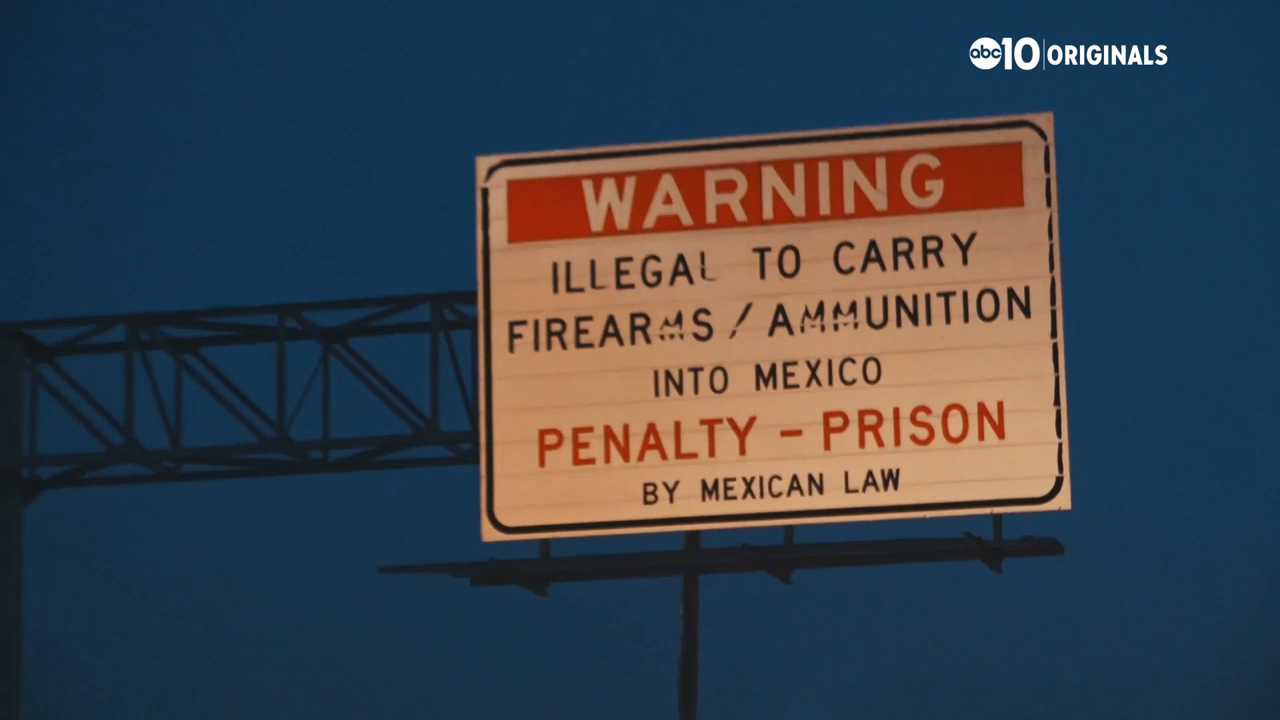 abc10 ORIGINALS
WARNING
ILLEGAL TO CARRY
FIREARMS / AMMUNITION
INTO MEXICO
PENALTY - PRISON
BY MEXICAN LAW